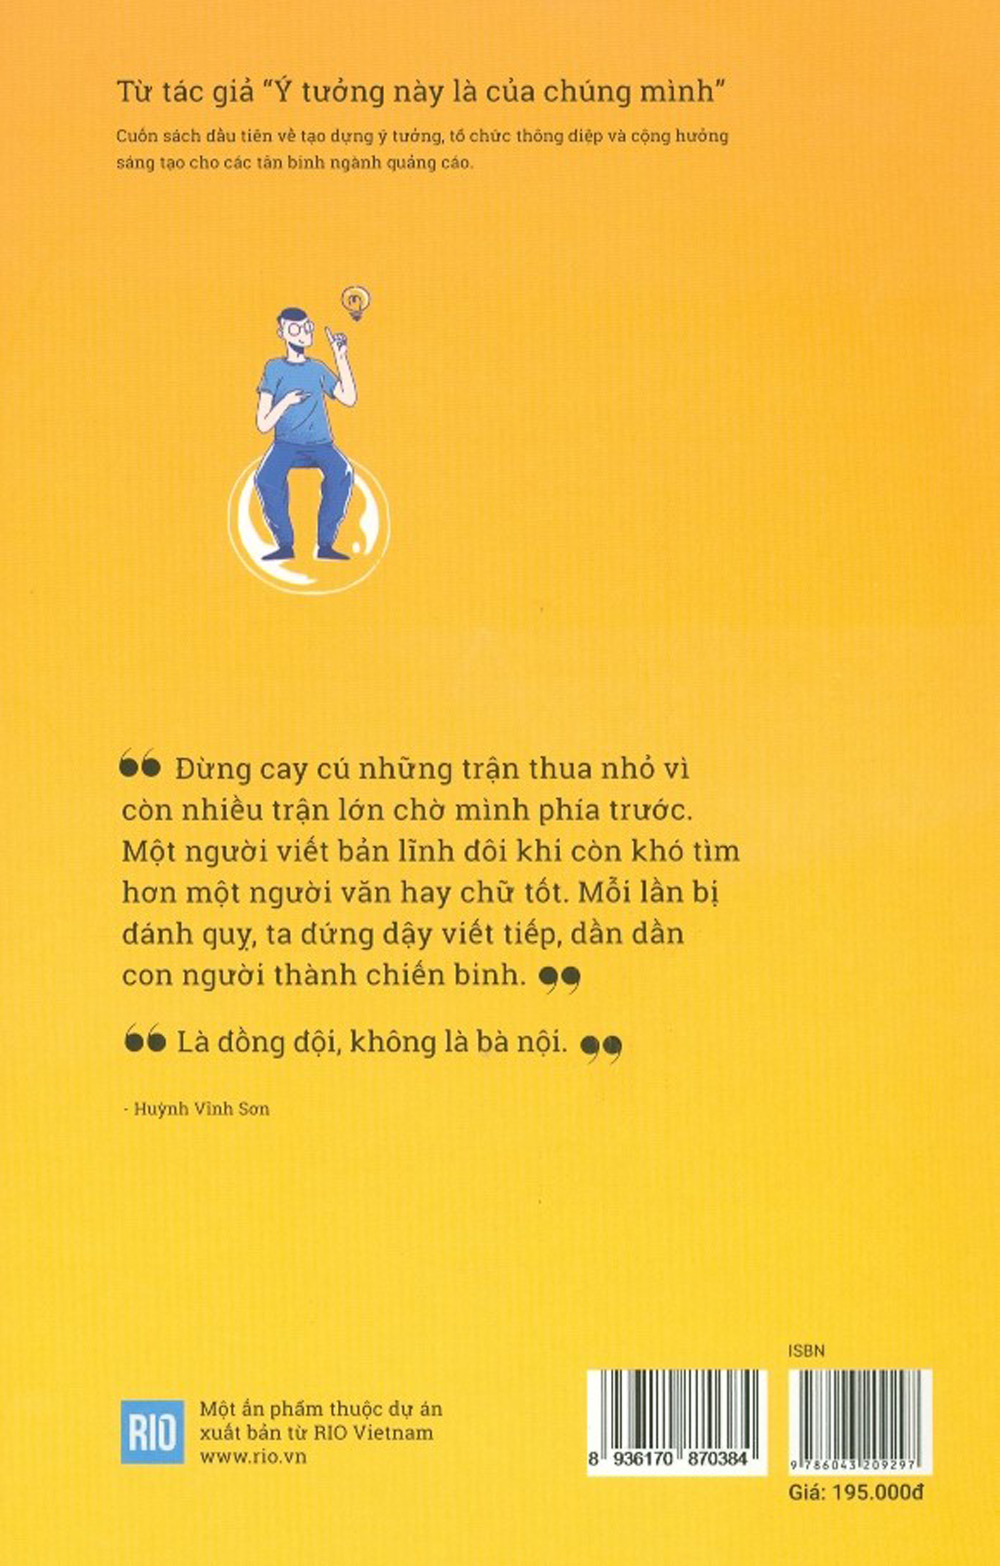 Từ tác giả “Ý tưởng này là của chúng mình”
Cuốn sách đầu tiên về tạo dựng ý tưởng, tổ chức thông điệp và cộng hưởng
sáng tạo cho các tân binh ngành quảng cáo.
“ Đừng cay cú những trận thua nhỏ vì
còn nhiều trận lớn chờ mình phía trước.
Một người viết bản lĩnh đôi khi còn khó tìm
hơn một người văn hay chữ tốt. Mỗi lần bị
đánh quỵ, ta đứng dậy viết tiếp, dần dần
con người thành chiến binh. ”
“ Là đồng đội, không là bà nội. ”
- Huỳnh Vĩnh Sơn
RIO
Một ấn phẩm thuộc dự án
xuất bản từ RIO Vietnam
www.rio.vn
8 936170 870384
ISBN
9 786043 209297
Giá: 195.000đ